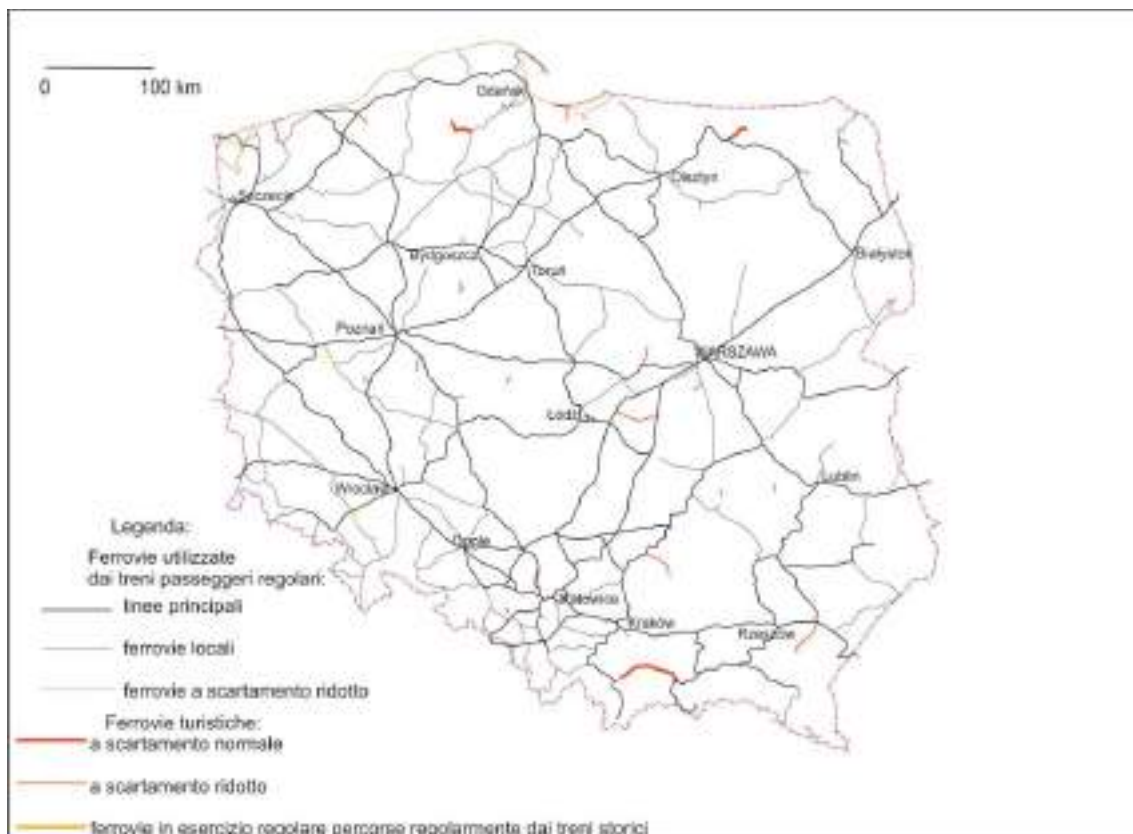 0 100 km
Gdańsk
Olsztyn
Szczecin
Białystok
Bydgoszcz
Toruń
Poznań
WARSZAWA
Łódź
Lublin
Wrocław
Opole
Katowice
Kraków
Rzeszów
Legenda:
Ferrovie utilizzate
dai treni passeggeri regolari:
linee principali
ferrovie locali
ferrovie a scartamento ridotto
Ferrovie turistiche:
a scartamento normale
a scartamento ridotto
ferrovie in esercizio regolare percorse regolarmente dai treni storici